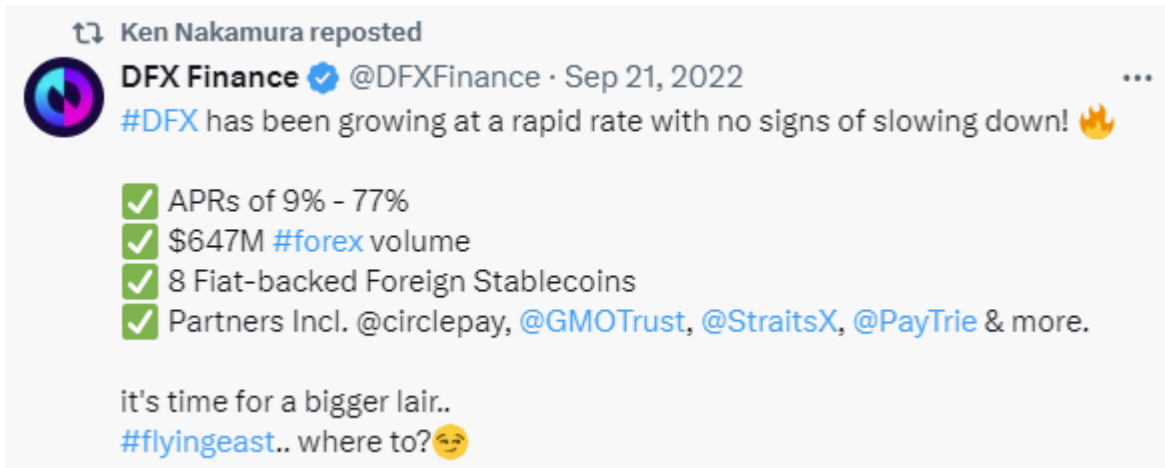 Ken Nakamura reposted
DFX Finance @DFXFinance · Sep 21, 2022
#DFX has been growing at a rapid rate with no signs of slowing down! 🔥
✅ APRs of 9% - 77%
✅ $647M #forex volume
✅ 8 Fiat-backed Foreign Stablecoins
✅ Partners Incl. @circlepay, @GMOTrust, @StraitsX, @PayTrie & more.
it's time for a bigger lair..
#flyingeast.. where to?😏